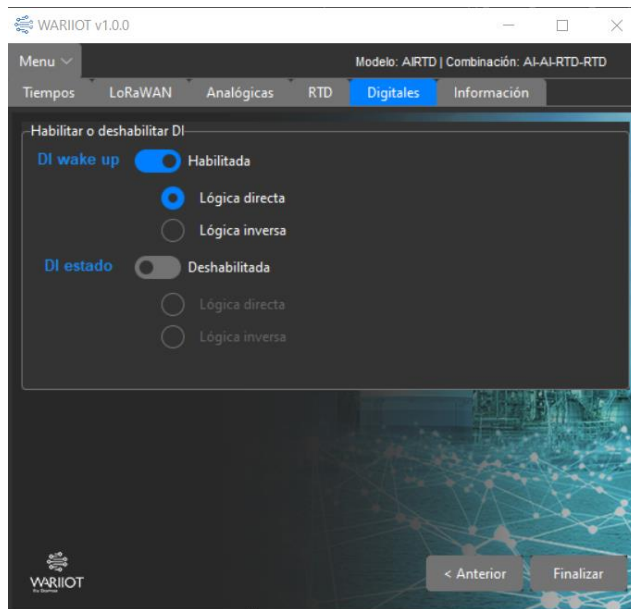 WARIIOT v1.0.0
Menu
Modelo: AIRTD | Combinación: AI-AI-RTD-RTD
Tiempos LoRaWAN Analógicas RTD Digitales Información
Habilitar o deshabilitar DI
DI wake up Habilitada
Lógica directa
Lógica inversa
DI estado Deshabilitada
Lógica directa
Lógica inversa
WARIIOT
< Anterior Finalizar